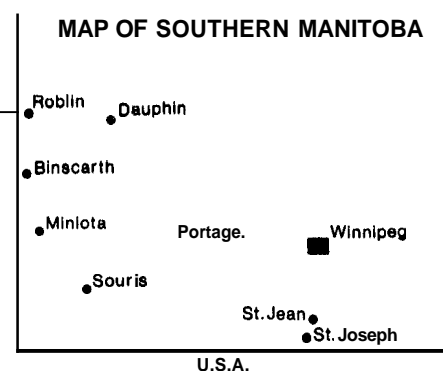 MAP OF SOUTHERN MANITOBA
Roblin
Dauphin
Binscarth
Miniota
Portage.
Winnipeg
Souris
St. Jean
St. Joseph
U.S.A.